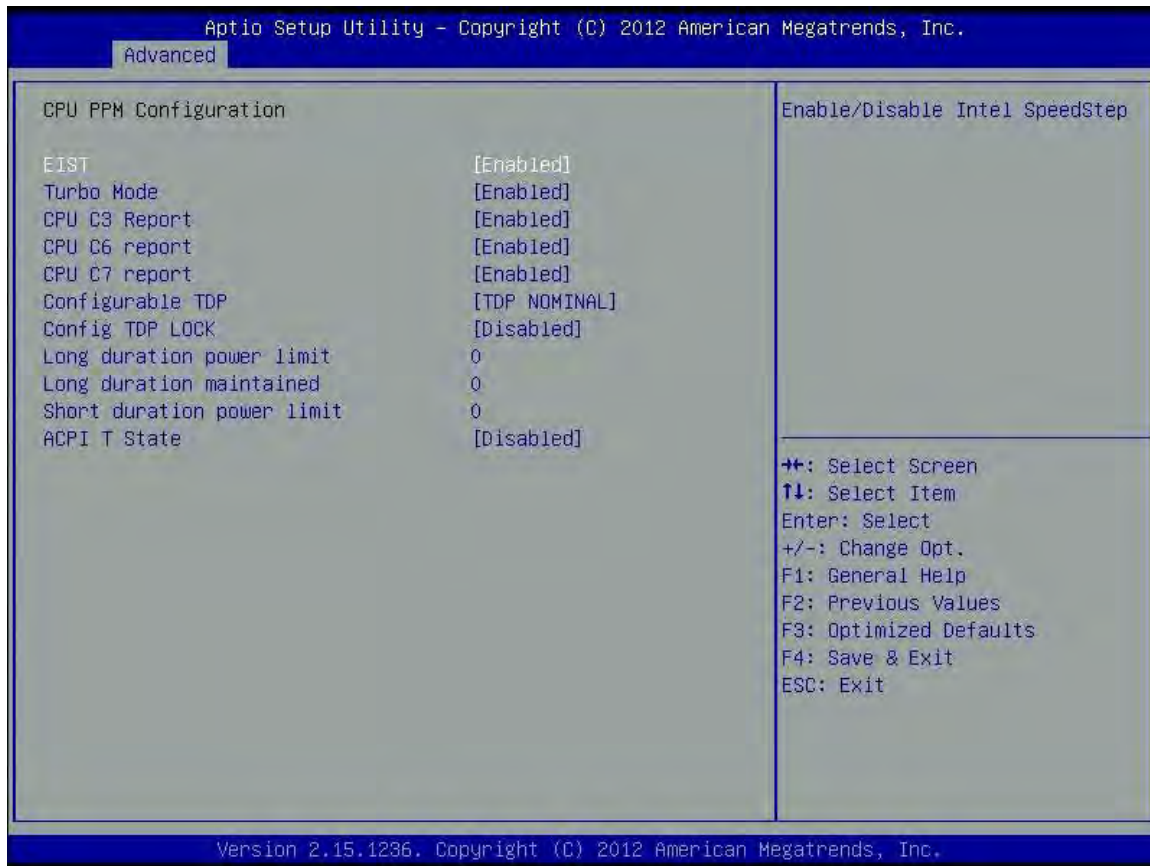 Aptio Setup Utility – Copyright (C) 2012 American Megatrends, Inc.
Advanced
CPU PPM Configuration
EIST [Enabled]
Turbo Mode [Enabled]
CPU C3 Report [Enabled]
CPU C6 report [Enabled]
CPU C7 report [Enabled]
Configurable TDP [TDP NOMINAL]
Config TDP LOCK [Disabled]
Long duration power limit 0
Long duration maintained 0
Short duration power limit 0
ACPI T State [Disabled]
Enable/Disable Intel SpeedStep
→←: Select Screen
↑↓: Select Item
Enter: Select
+/-: Change Opt.
F1: General Help
F2: Previous Values
F3: Optimized Defaults
F4: Save & Exit
ESC: Exit
Version 2.15.1236. Copyright (C) 2012 American Megatrends, Inc.